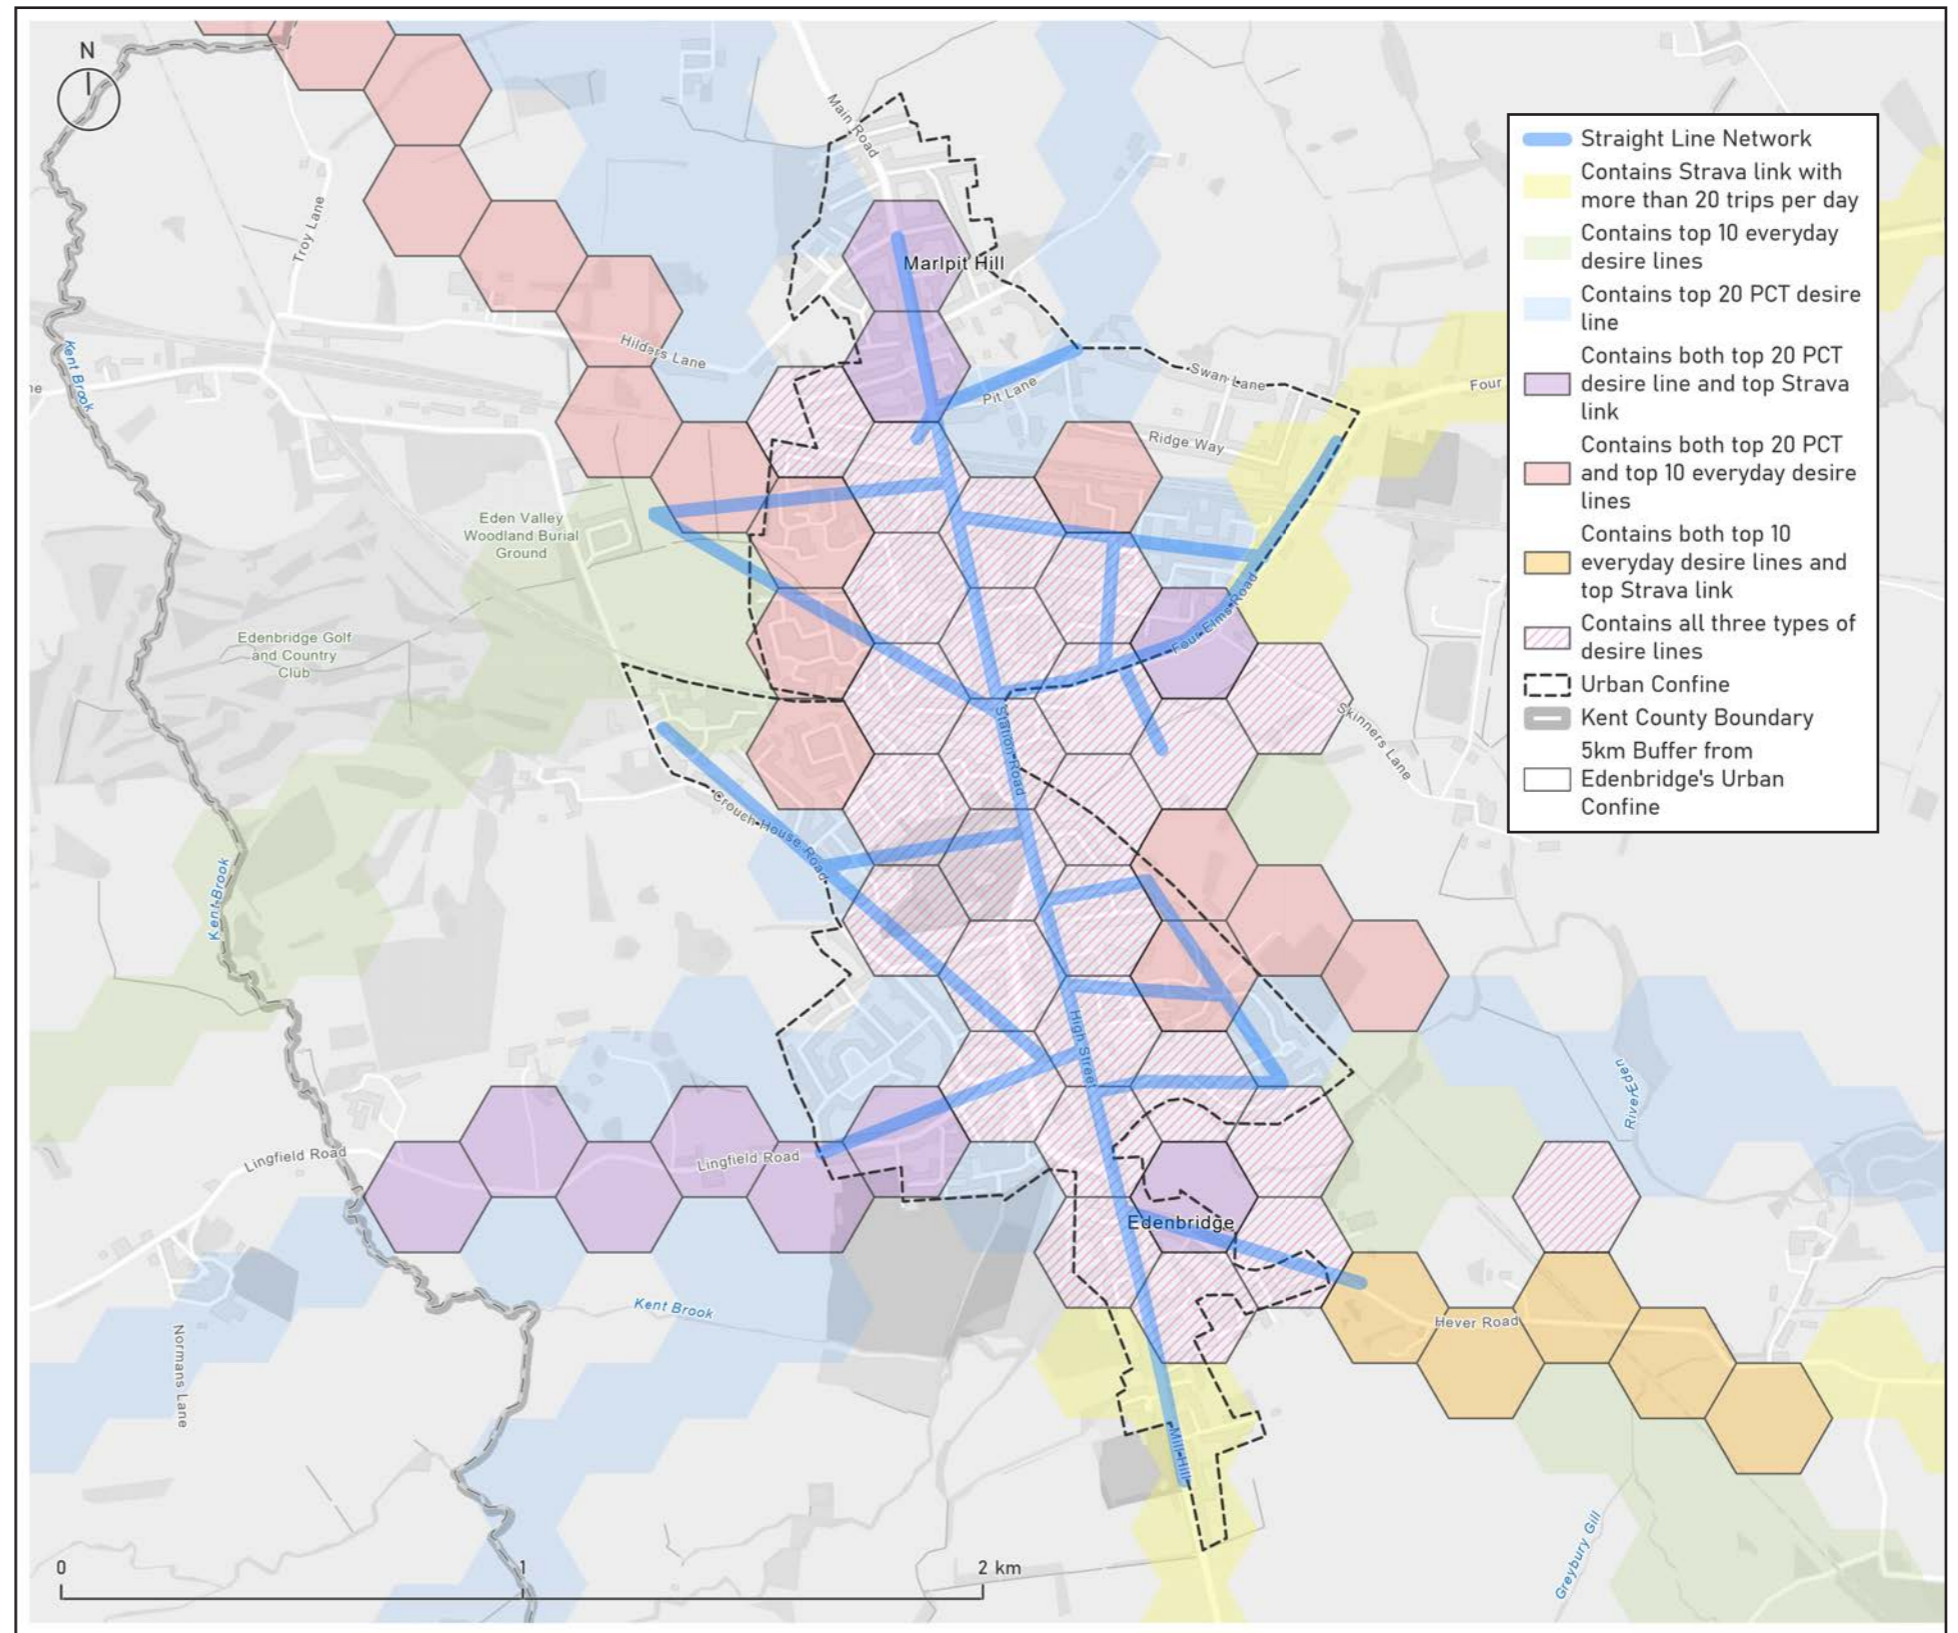 N
Main Road
Troy Lane
Marlpit Hill
Hilders Lane
Kent Brook
Pit Lane
Swan Lane
Four
Ridge Way
Eden Valley
Woodland Burial
Ground
Four Elms Road
Edenbridge Golf
and Country
Club
Station Road
Skinners Lane
Crouch House Road
Kent Brook
High Street
River Eden
Lingfield Road
Lingfield Road
Edenbridge
Kent Brook
Hever Road
Normans Lane
Mill Hill
Greybury Gill
0
1
2 km
Straight Line Network
Contains Strava link with
more than 20 trips per day
Contains top 10 everyday
desire lines
Contains top 20 PCT desire
line
Contains both top 20 PCT
desire line and top Strava
link
Contains both top 20 PCT
and top 10 everyday desire
lines
Contains both top 10
everyday desire lines and
top Strava link
Contains all three types of
desire lines
Urban Confine
Kent County Boundary
5km Buffer from
Edenbridge's Urban
Confine